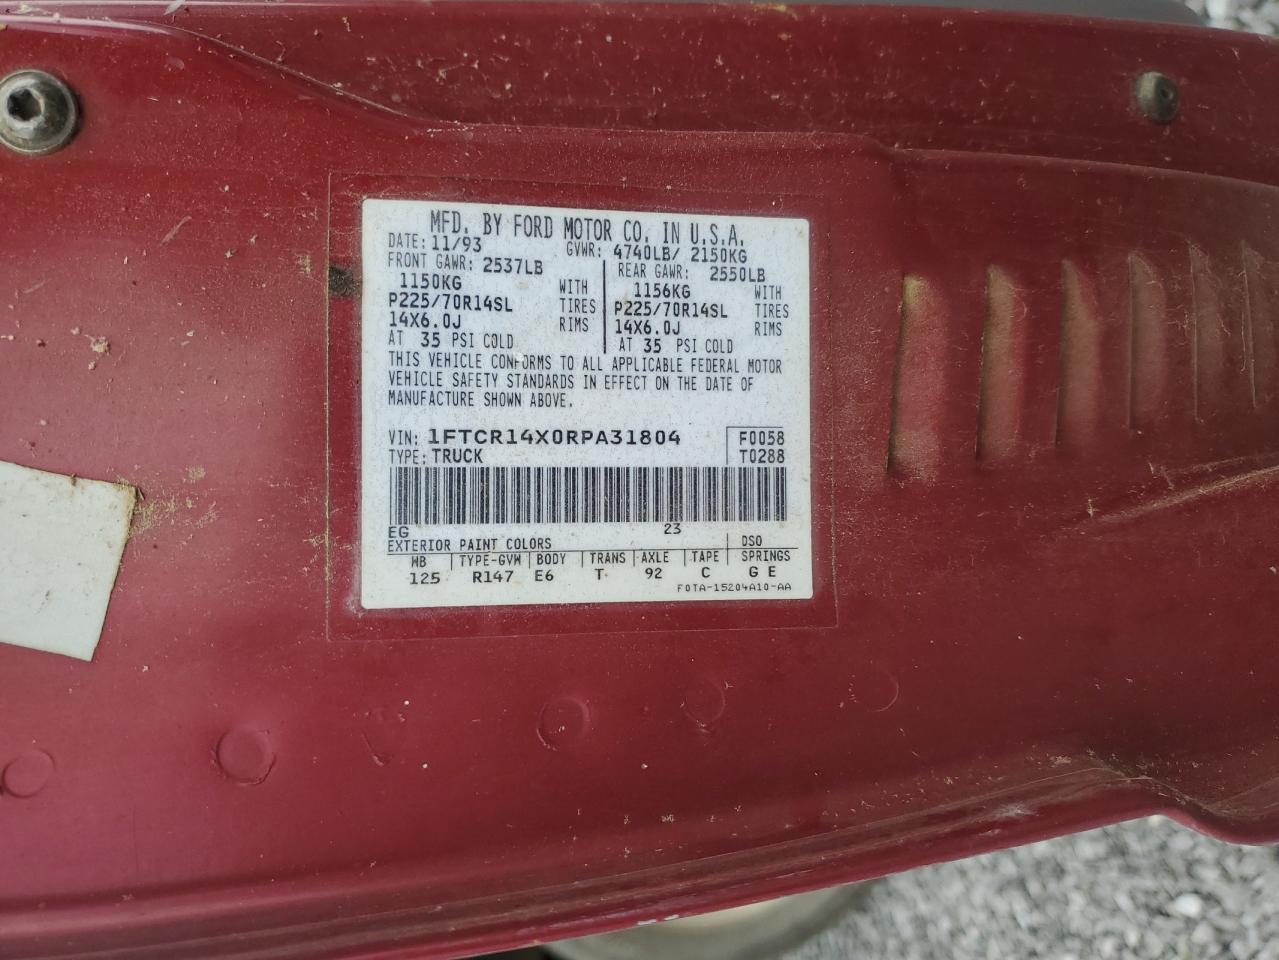 MFD. BY FORD MOTOR CO. IN U.S.A.
DATE: 11/93 GVWR: 4740LB/ 2150KG
FRONT GAWR: 2537LB REAR GAWR: 2550LB
1150KG WITH 1156KG WITH
P225/70R14SL TIRES P225/70R14SL TIRES
14X6.0J RIMS 14X6.0J RIMS
AT 35 PSI COLD AT 35 PSI COLD
THIS VEHICLE CONFORMS TO ALL APPLICABLE FEDERAL MOTOR
VEHICLE SAFETY STANDARDS IN EFFECT ON THE DATE OF
MANUFACTURE SHOWN ABOVE.
VIN: 1FTCR14X0RPA31804 F0058
TYPE: TRUCK T0288
EG 23
EXTERIOR PAINT COLORS DSO
WB TYPE-GVW BODY TRANS AXLE TAPE SPRINGS
125 R147 E6 T 92 C G E
F0TA-15204A10-AA